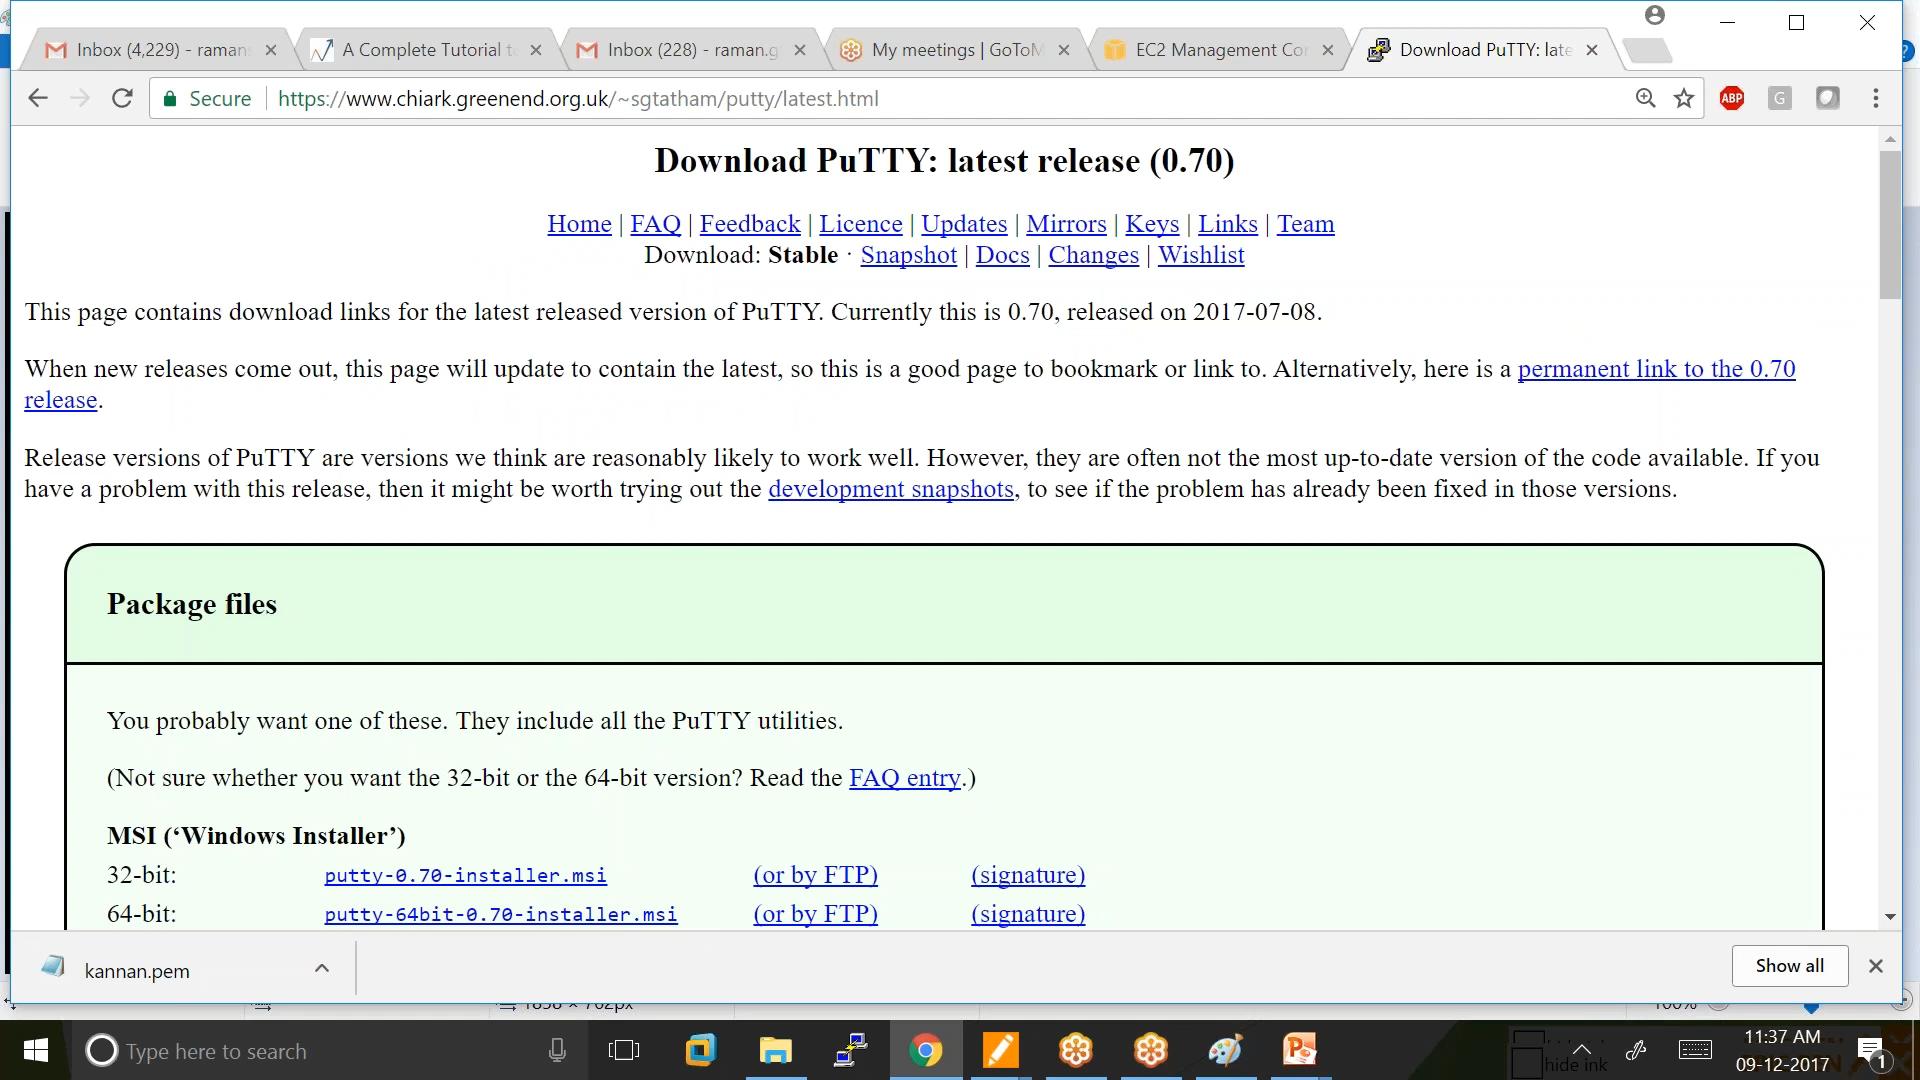 Inbox (4,229) - raman
A Complete Tutorial t
Inbox (228) - raman.g
My meetings | GoToM
EC2 Management Co
Download PuTTY: late
Secure
https://www.chiark.greenend.org.uk/~sgtatham/putty/latest.html
ABP
G
Download PuTTY: latest release (0.70)
Home | FAQ | Feedback | Licence | Updates | Mirrors | Keys | Links | Team
Download: Stable · Snapshot | Docs | Changes | Wishlist
This page contains download links for the latest released version of PuTTY. Currently this is 0.70, released on 2017-07-08.
When new releases come out, this page will update to contain the latest, so this is a good page to bookmark or link to. Alternatively, here is a permanent link to the 0.70
release.
Release versions of PuTTY are versions we think are reasonably likely to work well. However, they are often not the most up-to-date version of the code available. If you
have a problem with this release, then it might be worth trying out the development snapshots, to see if the problem has already been fixed in those versions.
Package files
You probably want one of these. They include all the PuTTY utilities.
(Not sure whether you want the 32-bit or the 64-bit version? Read the FAQ entry.)
MSI (‘Windows Installer’)
32-bit: putty-0.70-installer.msi (or by FTP) (signature)
64-bit: putty-64bit-0.70-installer.msi (or by FTP) (signature)
kannan.pem
Show all
100%
Type here to search
hide ink
11:37 AM
09-12-2017
1